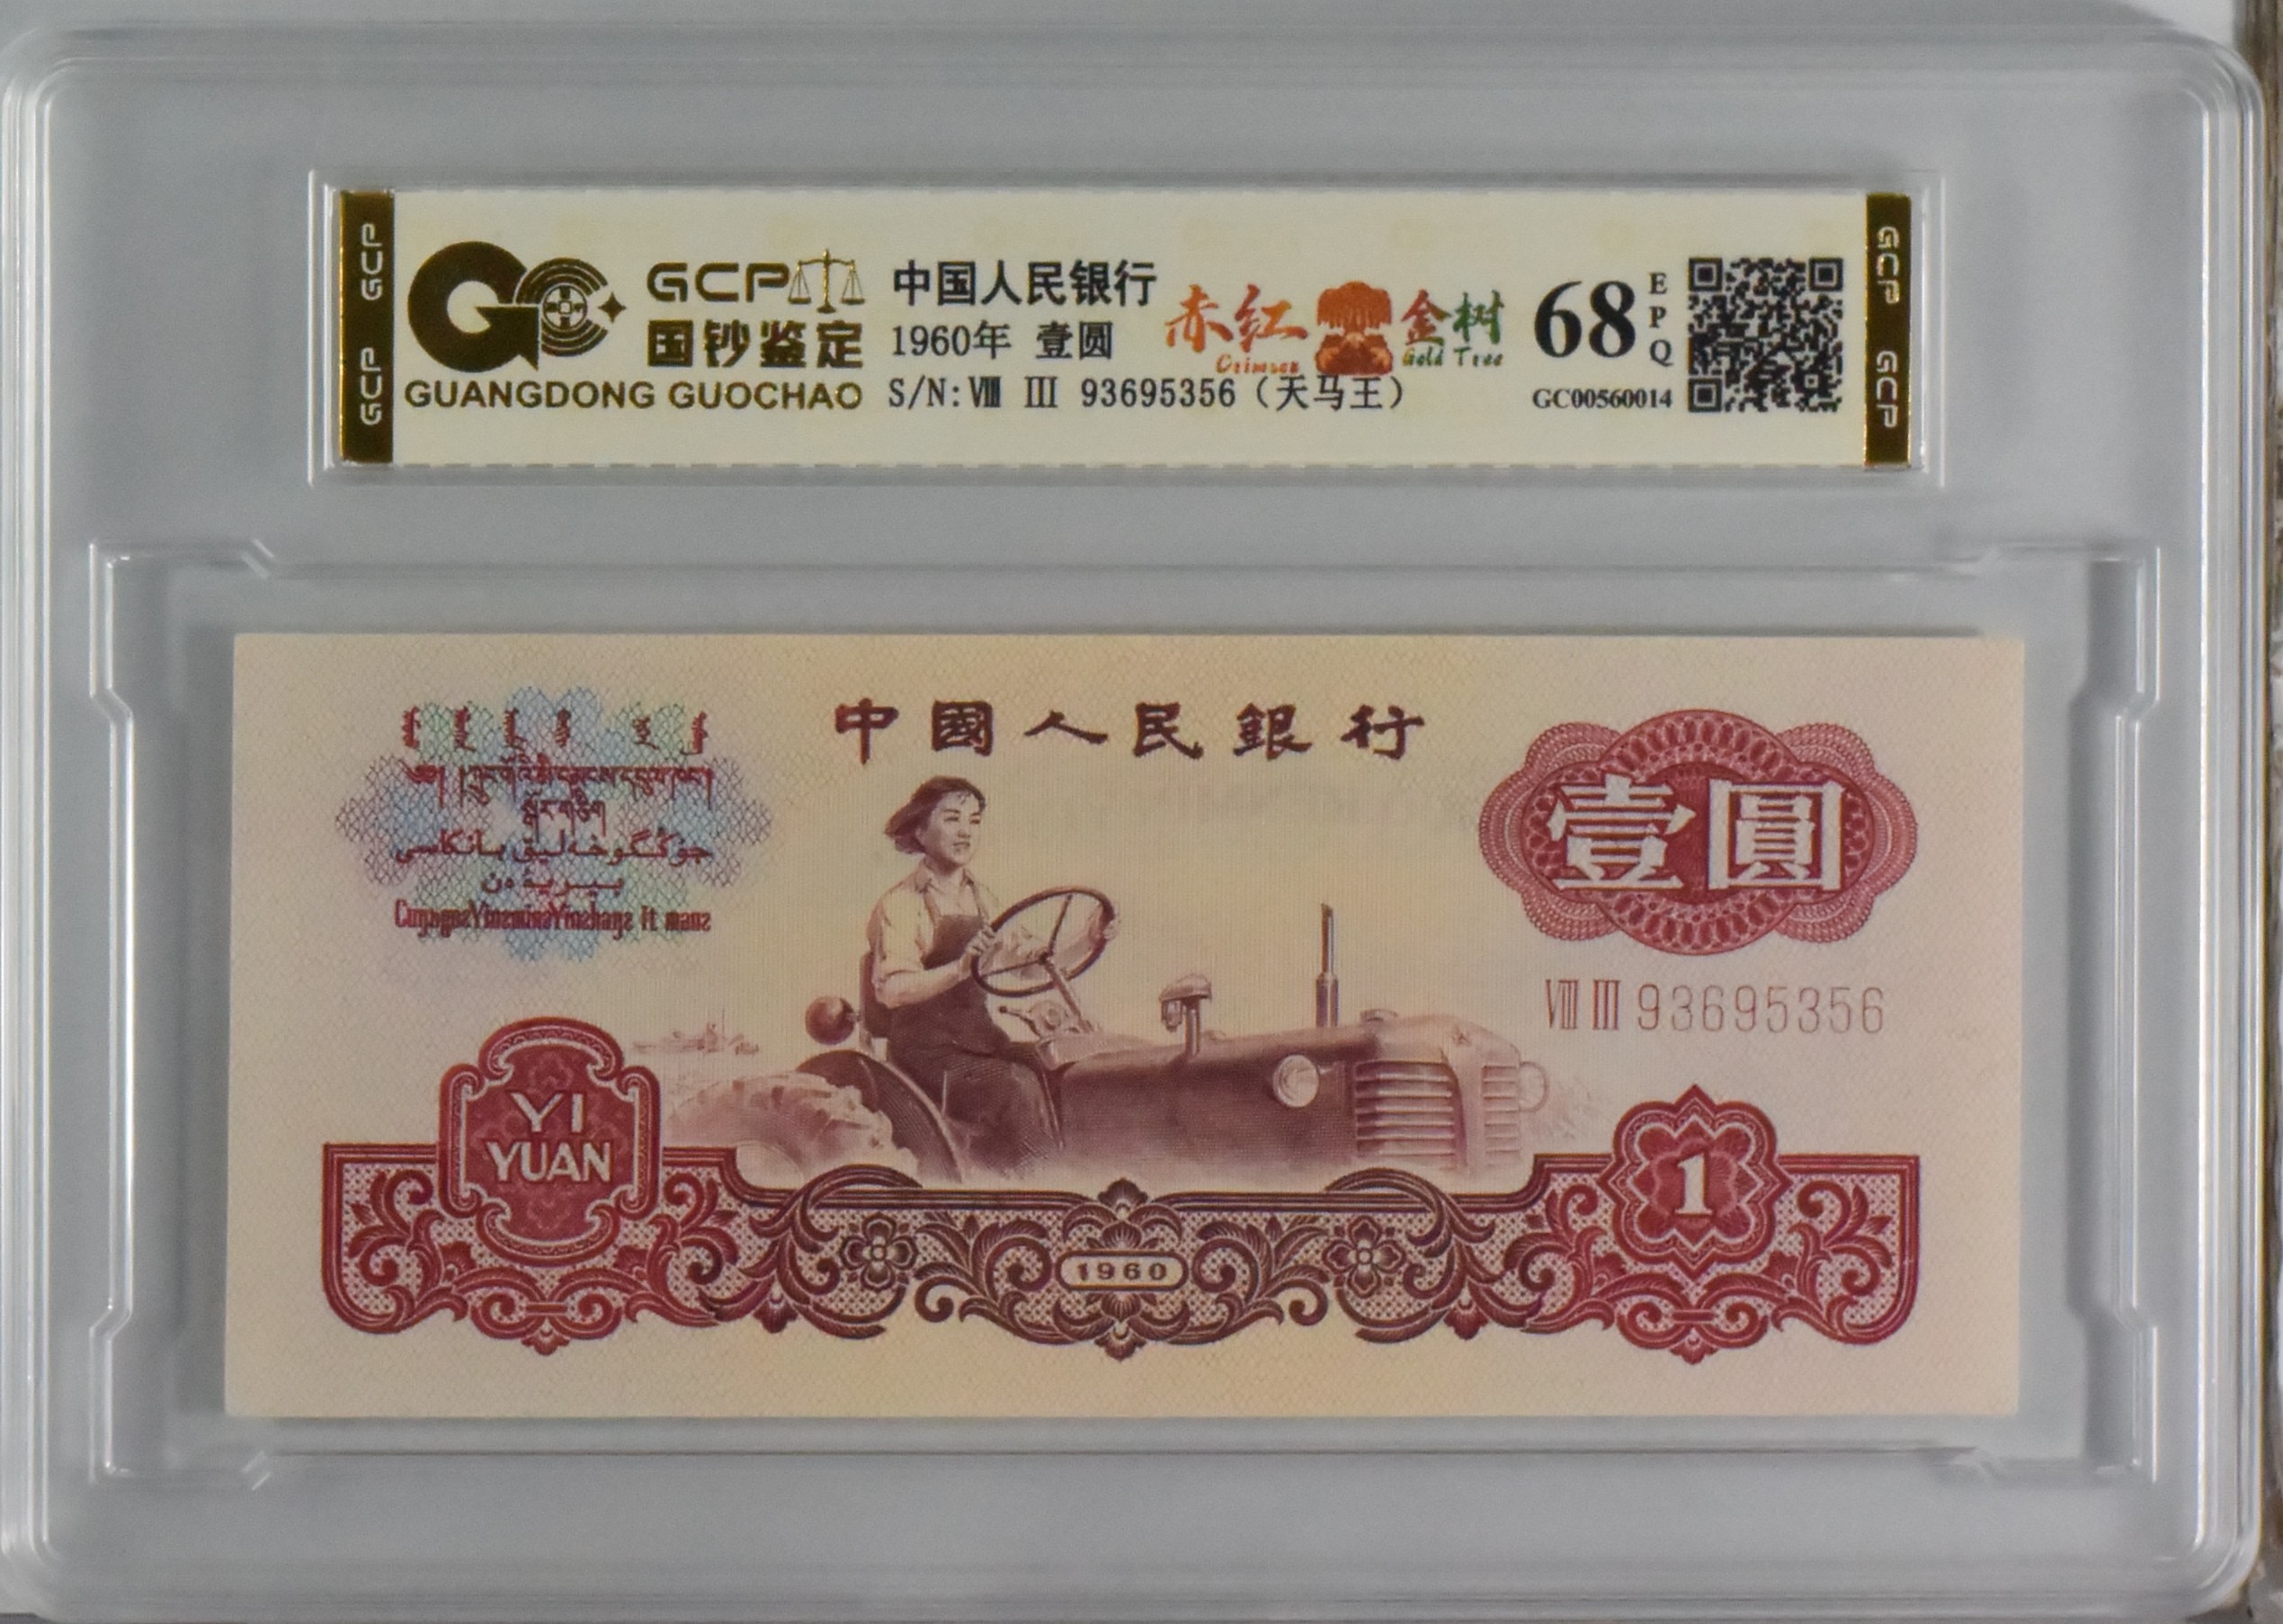 GCP GCP
GCP
国钞鉴定
GUANGDONG GUOCHAO
中国人民银行
1960年 壹圆
S/N:Ⅷ Ⅲ 93695356(天马王)
赤红 金树
Crimson Gold Tree
68
EPQ
GC00560014
GCP GCP
中國人民銀行
壹圓
Ⅷ Ⅲ 93695356
YI
YUAN
1960
1